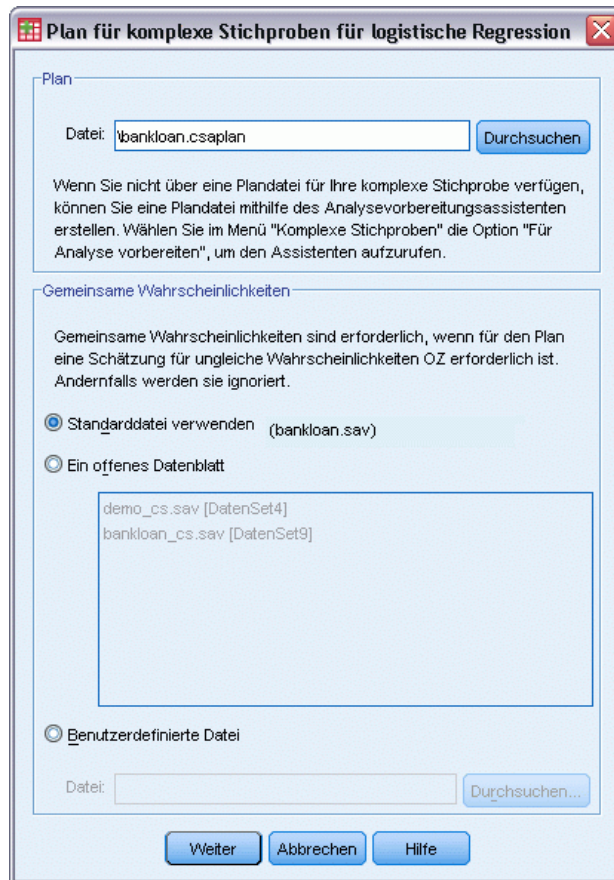 Plan für komplexe Stichproben für logistische Regression
Plan
Datei: \bankloan.csaplan Durchsuchen
Wenn Sie nicht über eine Plandatei für Ihre komplexe Stichprobe verfügen,
können Sie eine Plandatei mithilfe des Analysevorbereitungsassistenten
erstellen. Wählen Sie im Menü "Komplexe Stichproben" die Option "Für
Analyse vorbereiten", um den Assistenten aufzurufen.
Gemeinsame Wahrscheinlichkeiten
Gemeinsame Wahrscheinlichkeiten sind erforderlich, wenn für den Plan
eine Schätzung für ungleiche Wahrscheinlichkeiten OZ erforderlich ist.
Andernfalls werden sie ignoriert.
Standarddatei verwenden (bankloan.sav)
Ein offenes Datenblatt
demo_cs.sav [DatenSet4]
bankloan_cs.sav [DatenSet9]
Benutzerdefinierte Datei
Datei: Durchsuchen...
Weiter Abbrechen Hilfe